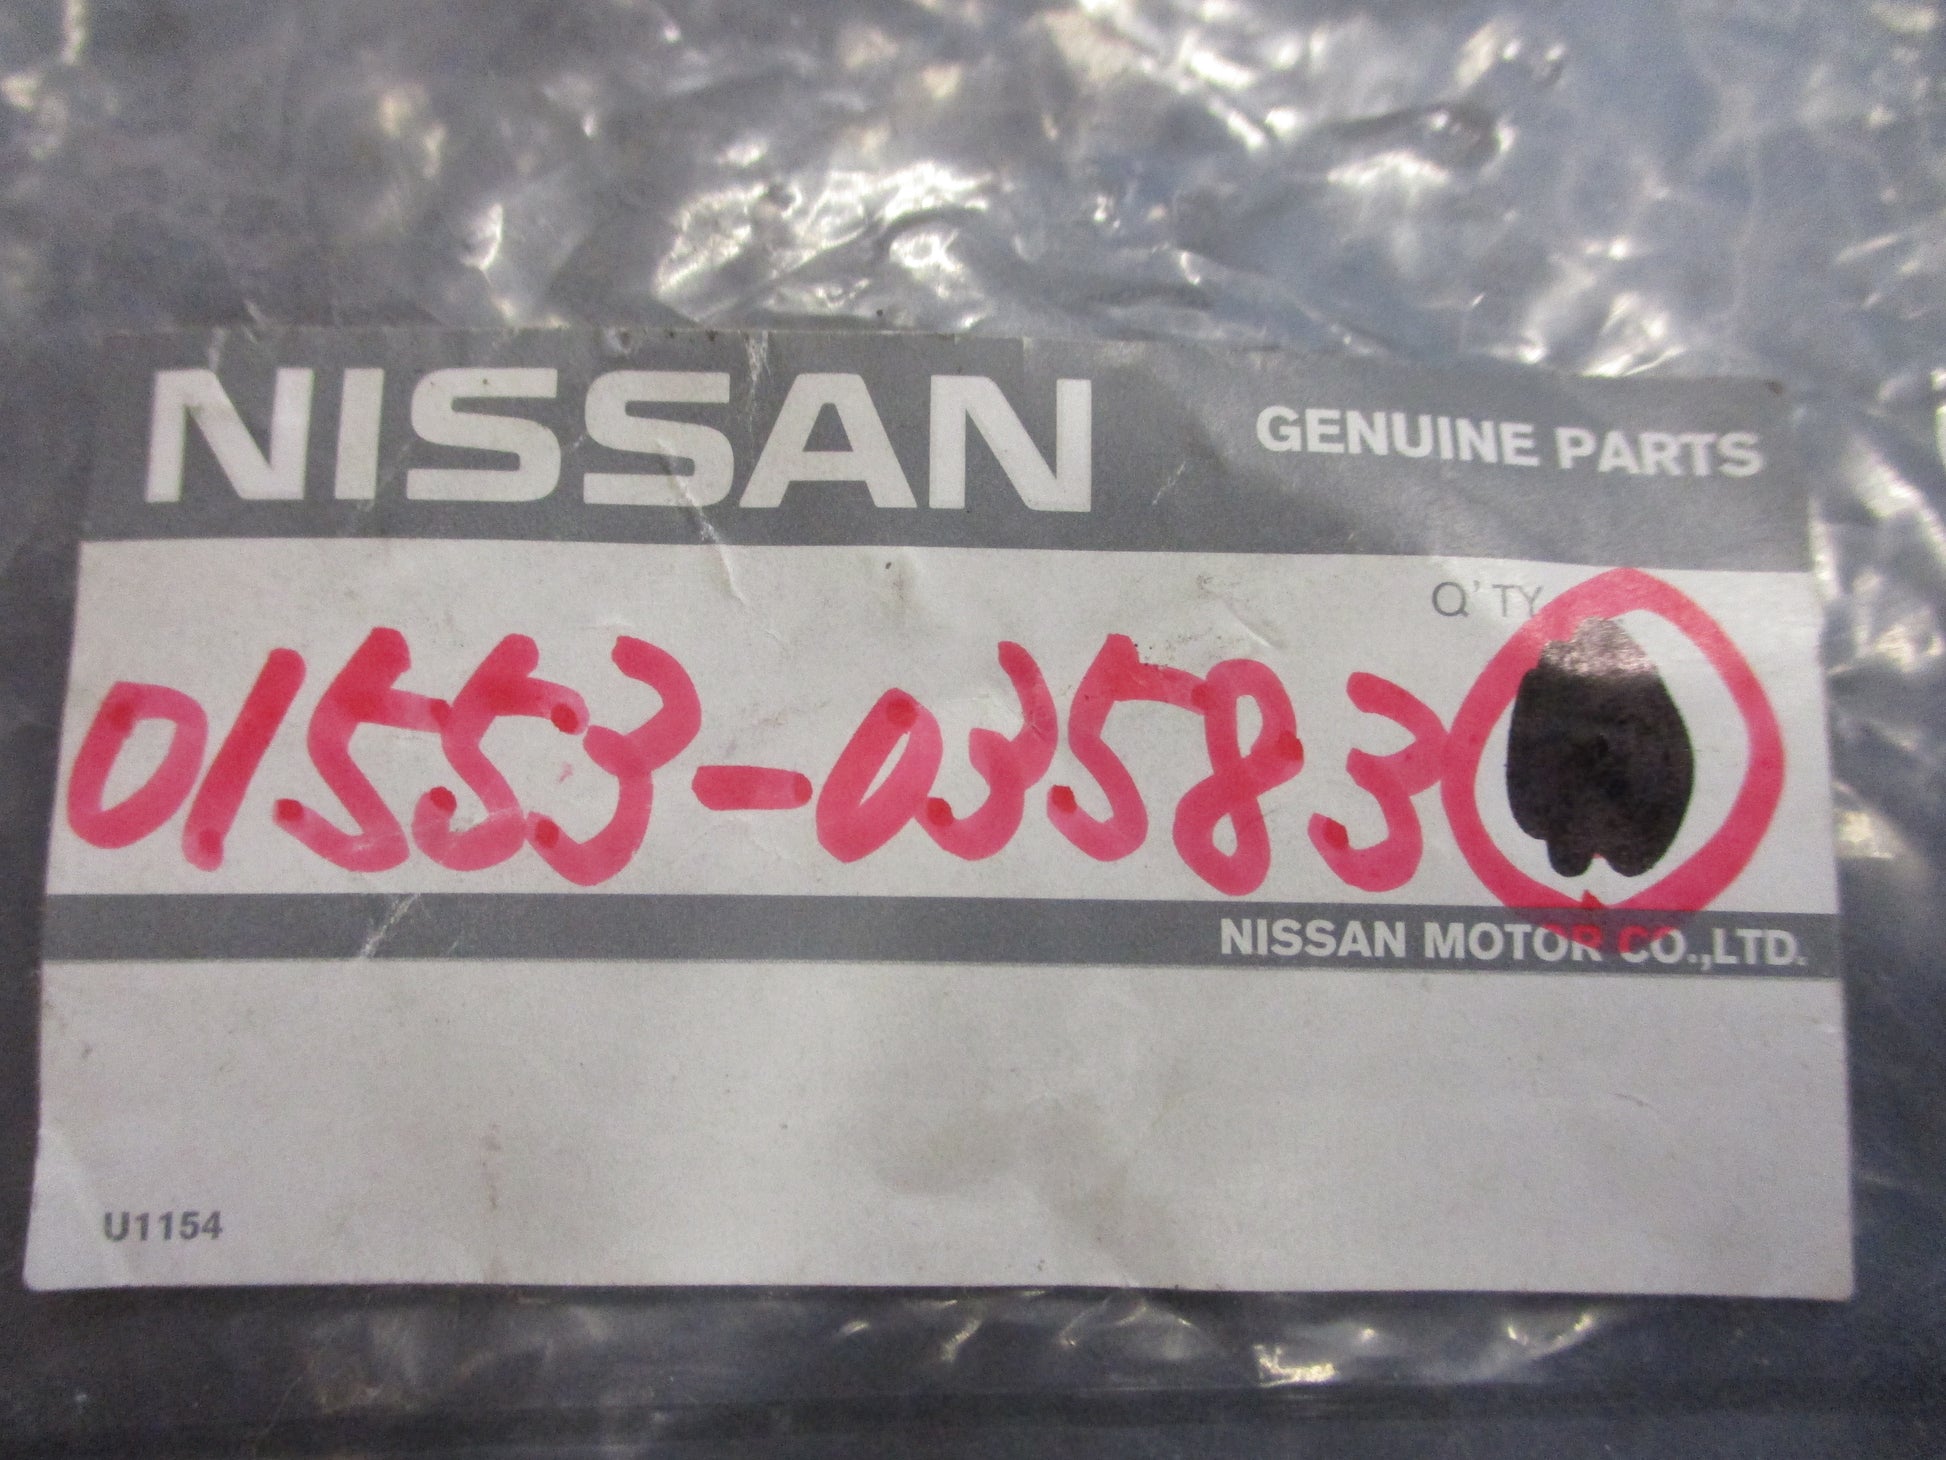 NISSAN GENUINE PARTS
Q'TY
01553-03583
NISSAN MOTOR CO.,LTD.
U1154